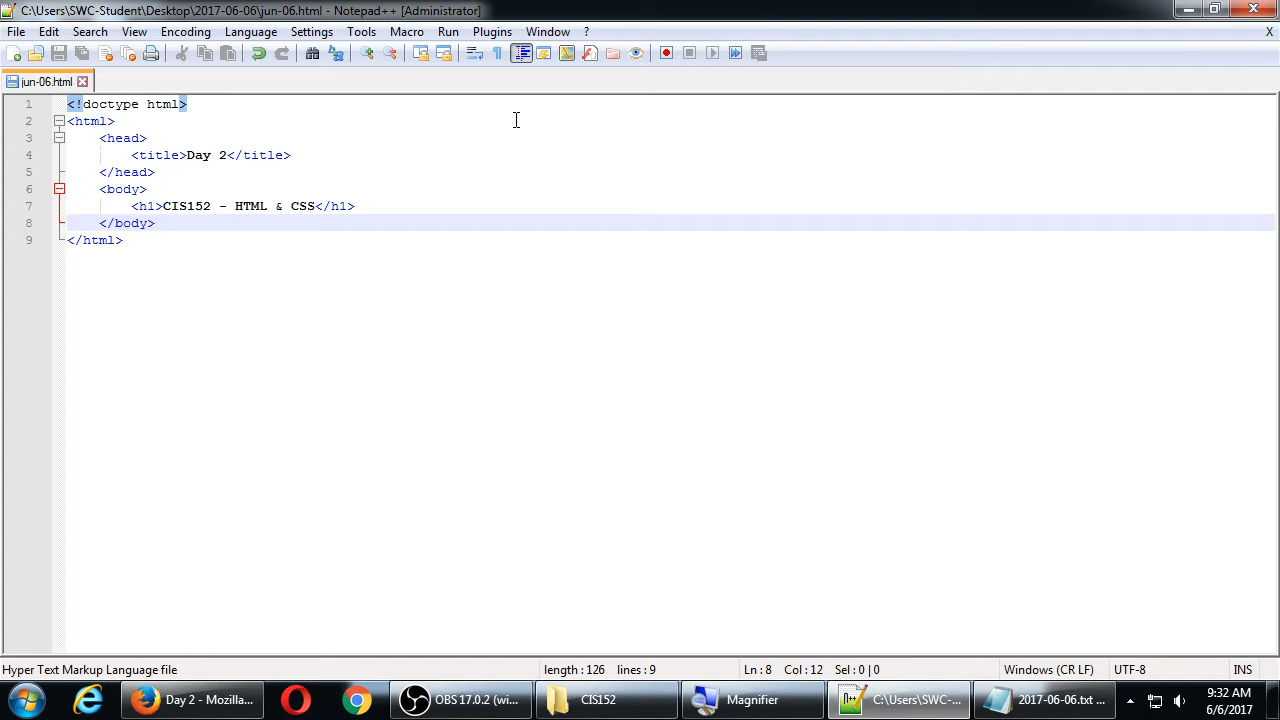 C:\Users\SWC-Student\Desktop\2017-06-06\jun-06.html - Notepad++ [Administrator]
File Edit Search View Encoding Language Settings Tools Macro Run Plugins Window ? X
jun-06.html
1 <!doctype html>
2 <html>
3 <head>
4 <title>Day 2</title>
5 </head>
6 <body>
7 <h1>CIS152 - HTML & CSS</h1>
8 </body>
9 </html>
Hyper Text Markup Language file length : 126 lines : 9 Ln : 8 Col : 12 Sel : 0 | 0 Windows (CR LF) UTF-8 INS
Day 2 - Mozilla... OBS 17.0.2 (wi... CIS152 Magnifier C:\Users\SWC-... 2017-06-06.txt ... 9:32 AM
6/6/2017